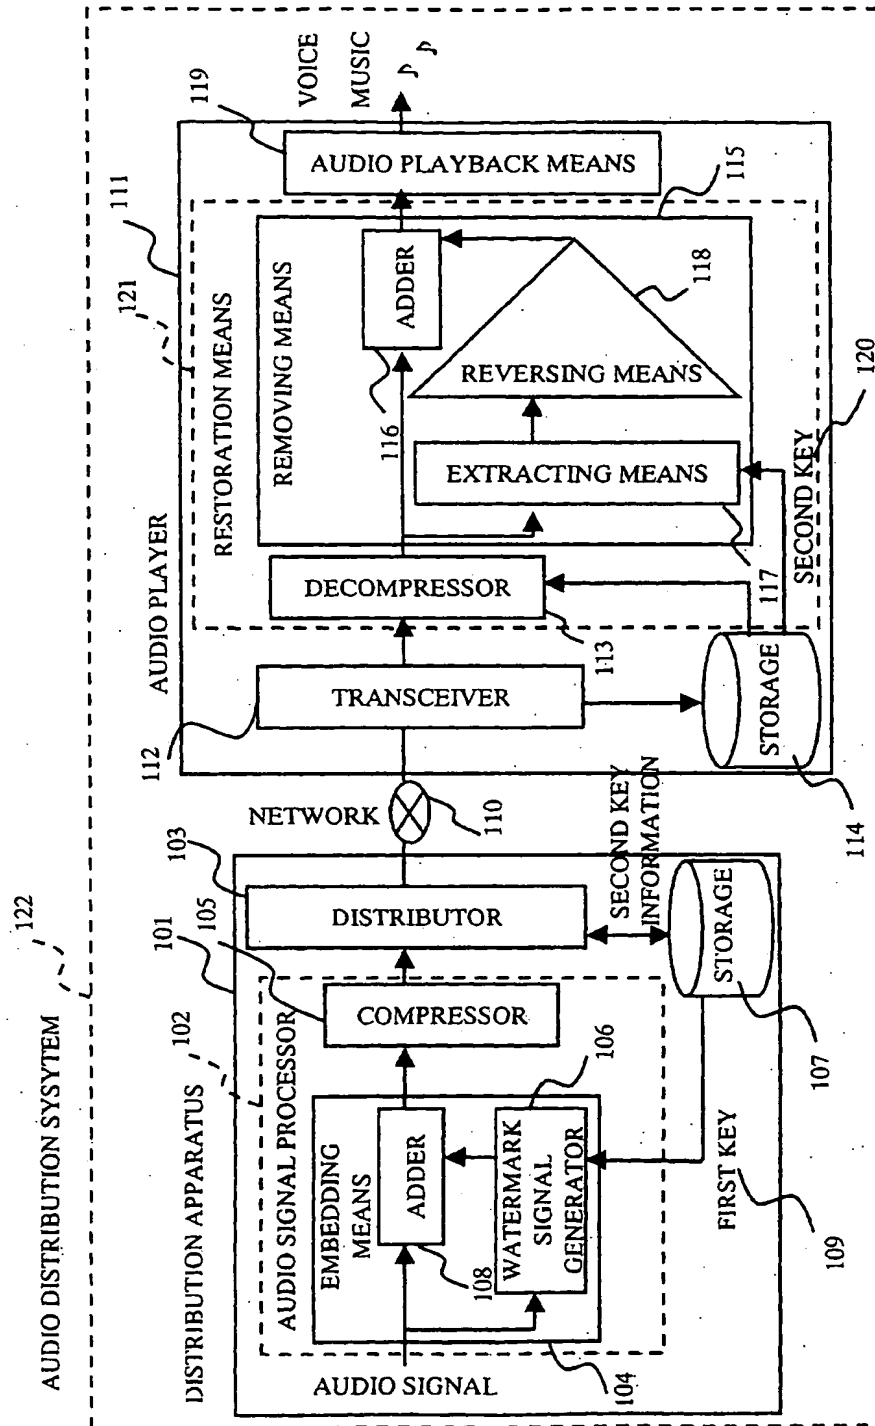 AUDIO DISTRIBUTION SYSYTEM
122
DISTRIBUTION APPARATUS
102
101
103
105
AUDIO SIGNAL PROCESSOR
EMBEDDING
MEANS
ADDER
108
WATERMARK
SIGNAL
GENERATOR
106
COMPRESSOR
DISTRIBUTOR
AUDIO SIGNAL
104
FIRST KEY
109
SECOND KEY
INFORMATION
STORAGE
107
NETWORK
110
AUDIO PLAYER
121
111
112
TRANSCEIVER
RESTORATION MEANS
DECOMPRESSOR
113
REMOVING MEANS
ADDER
116
EXTRACTING MEANS
117
REVERSING MEANS
118
115
STORAGE
114
SECOND KEY
120
AUDIO PLAYBACK MEANS
119
VOICE
MUSIC